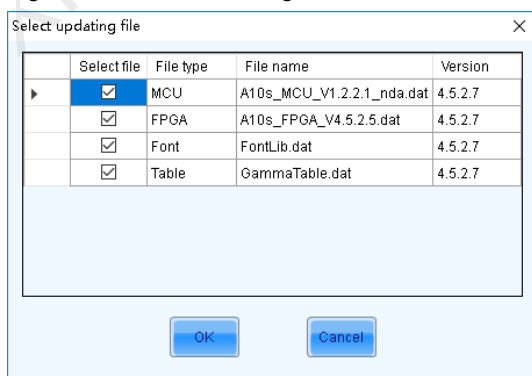 Select updating file
Select file File type File name Version
MCU A10s_MCU_V1.2.2.1_nda.dat 4.5.2.7
FPGA A10s_FPGA_V4.5.2.5.dat 4.5.2.7
Font FontLib.dat 4.5.2.7
Table GammaTable.dat 4.5.2.7
OK Cancel